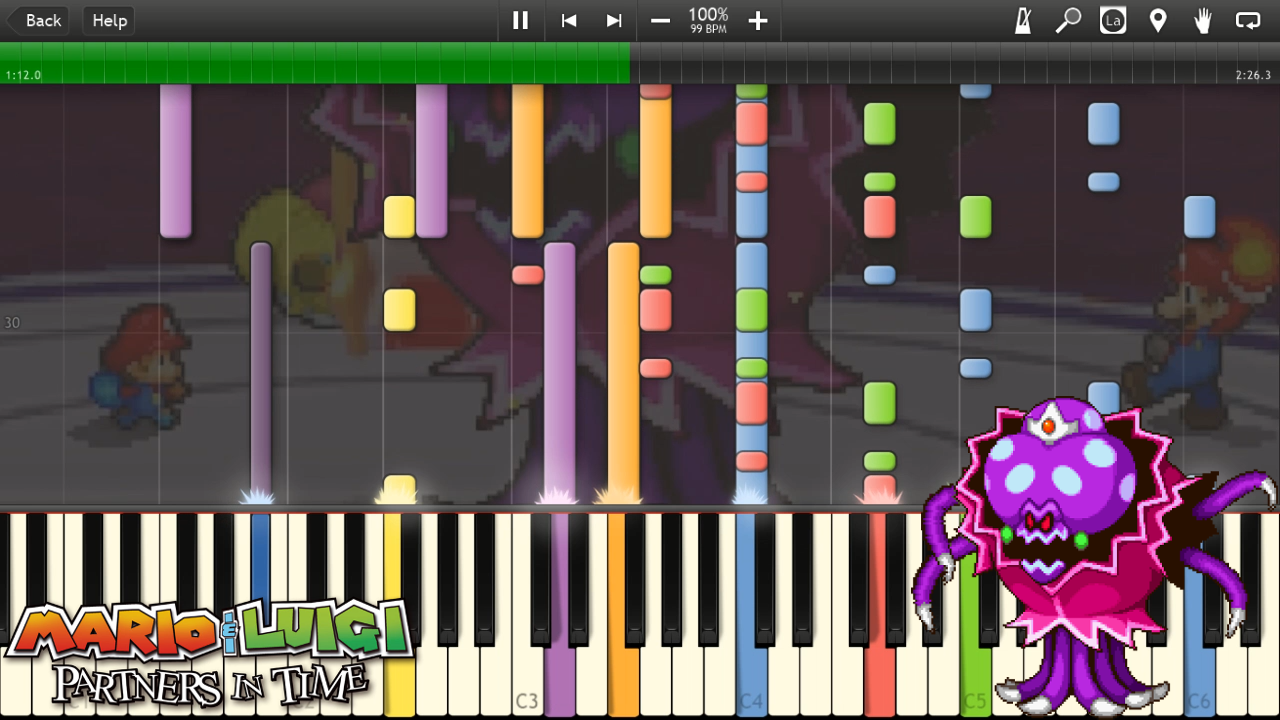 Back
Help
100%
99 BPM
La
1:12.0
2:26.3
30
MARIO & LUIGI
PARTNERS IN TIME
C3
C4
C5
C6